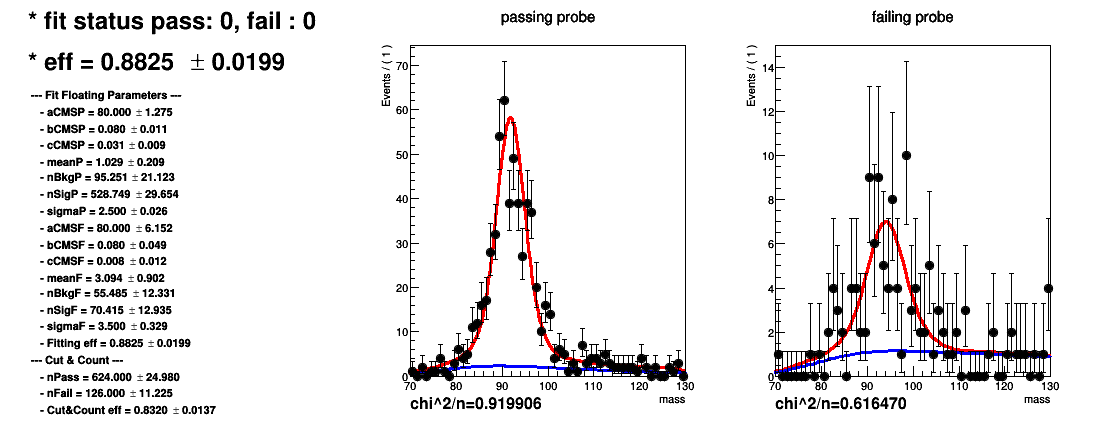 * fit status pass: 0, fail : 0
* eff = 0.8825 ± 0.0199
--- Fit Floating Parameters ---
- aCMSP = 80.000 ± 1.275
- bCMSP = 0.080 ± 0.011
- cCMSP = 0.031 ± 0.009
- meanP = 1.029 ± 0.209
- nBkgP = 95.251 ± 21.123
- nSigP = 528.749 ± 29.654
- sigmaP = 2.500 ± 0.026
- aCMSF = 80.000 ± 6.152
- bCMSF = 0.080 ± 0.049
- cCMSF = 0.008 ± 0.012
- meanF = 3.094 ± 0.902
- nBkgF = 55.485 ± 12.331
- nSigF = 70.415 ± 12.935
- sigmaF = 3.500 ± 0.329
- Fitting eff = 0.8825 ± 0.0199
--- Cut & Count ---
- nPass = 624.000 ± 24.980
- nFail = 126.000 ± 11.225
- Cut&Count eff = 0.8320 ± 0.0137
passing probe
Events / ( 1 )
70
60
50
40
30
20
10
0
70 80 90 100 110 120 130
mass
chi^2/n=0.919906
failing probe
Events / ( 1 )
14
12
10
8
6
4
2
0
70 80 90 100 110 120 130
mass
chi^2/n=0.616470